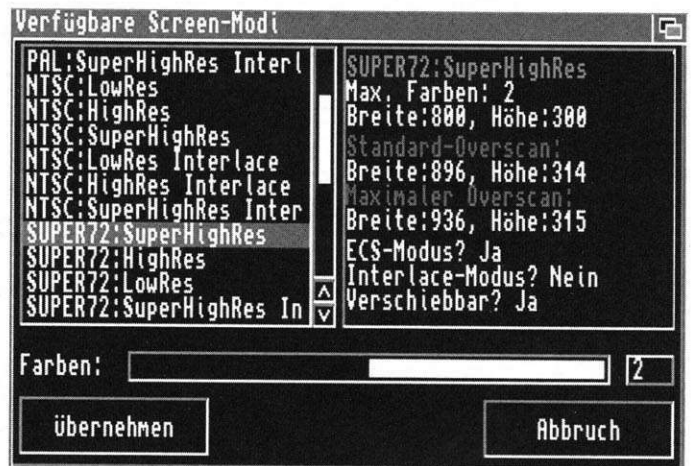 Verfügbare Screen-Modi
PAL:SuperHighRes Interl
NTSC:LowRes
NTSC:HighRes
NTSC:SuperHighRes
NTSC:LowRes Interlace
NTSC:HighRes Interlace
NTSC:SuperHighRes Inter
SUPER72:SuperHighRes
SUPER72:HighRes
SUPER72:LowRes
SUPER72:SuperHighRes In
SUPER72:SuperHighRes
Max. Farben: 2
Breite:800, Höhe:300
Standard-Overscan:
Breite:896, Höhe:314
Maximaler Overscan:
Breite:936, Höhe:315
ECS-Modus? Ja
Interlace-Modus? Nein
Verschiebbar? Ja
Farben:
2
übernehmen
Abbruch